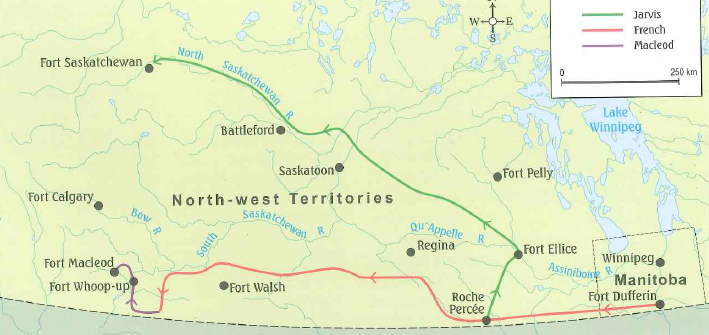 N
W E
S
Jarvis
French
Macleod
0 250 km
Fort Saskatchewan
North Saskatchewan R
Battleford
Saskatoon
Lake
Winnipeg
Fort Pelly
Fort Calgary
North-west Territories
Bow R
South Saskatchewan R
Qu'Appelle R
Regina
Fort Ellice
Assiniboine R
Winnipeg
Manitoba
Fort Macleod
Fort Whoop-up
Fort Walsh
Roche
Percée
Fort Dufferin